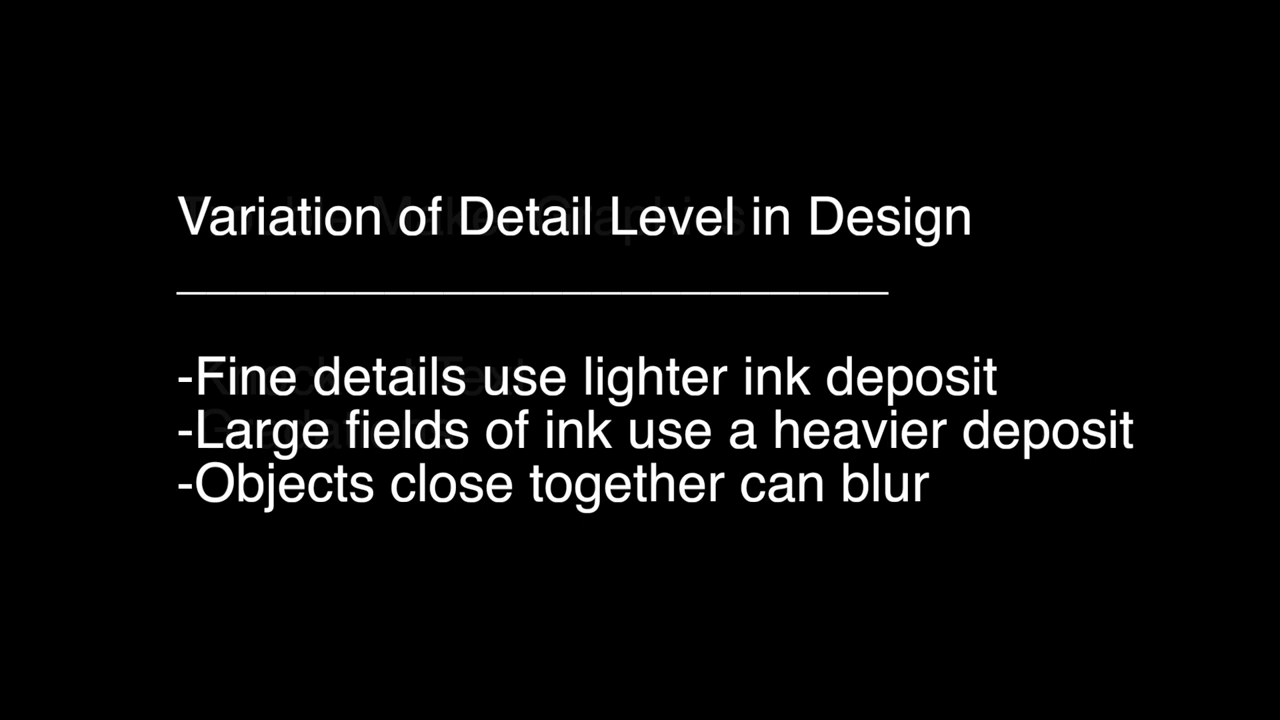 Variation of Detail Level in Design
-Fine details use lighter ink deposit
-Large fields of ink use a heavier deposit
-Objects close together can blur